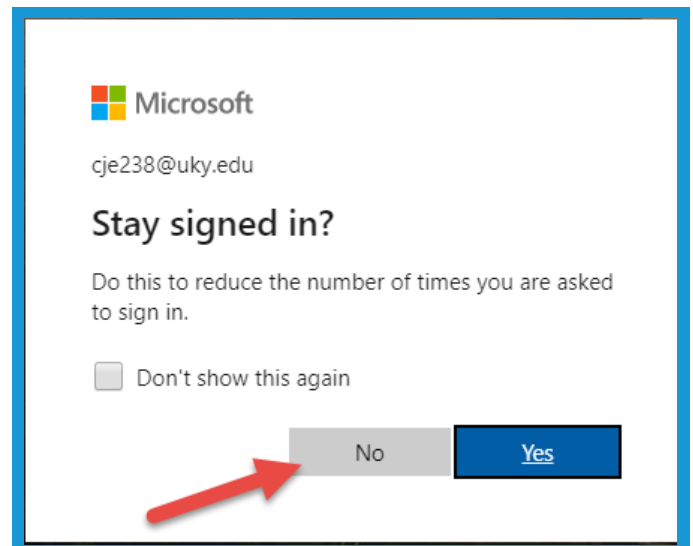 Microsoft
cje238@uky.edu
Stay signed in?
Do this to reduce the number of times you are asked
to sign in.
Don't show this again
No Yes